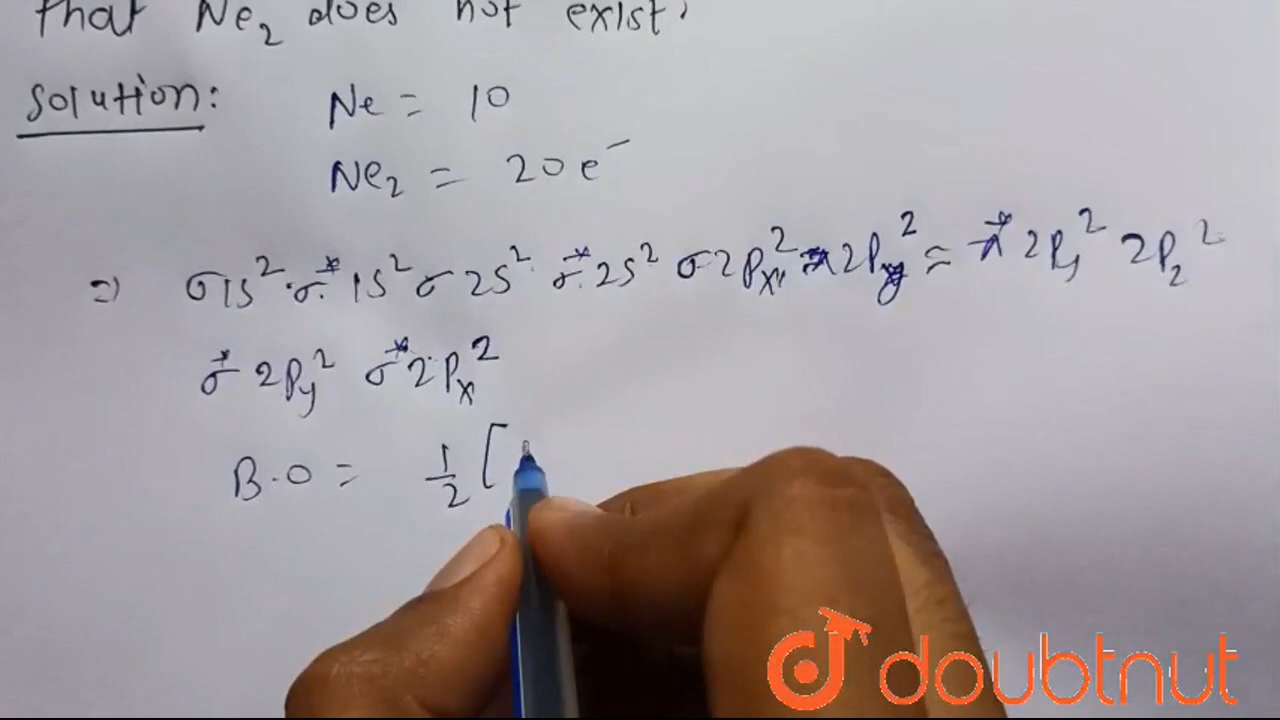 that Ne₂ does not exist.
Solution: Ne = 10
Ne₂ = 20e⁻
⇒ σ1s² σ*1s² σ2s² σ*2s² σ2Px² π2Py² = π*2Py² 2Pz²
σ*2Py² σ*2Px²
B.O = 1/2 [
doubtnut